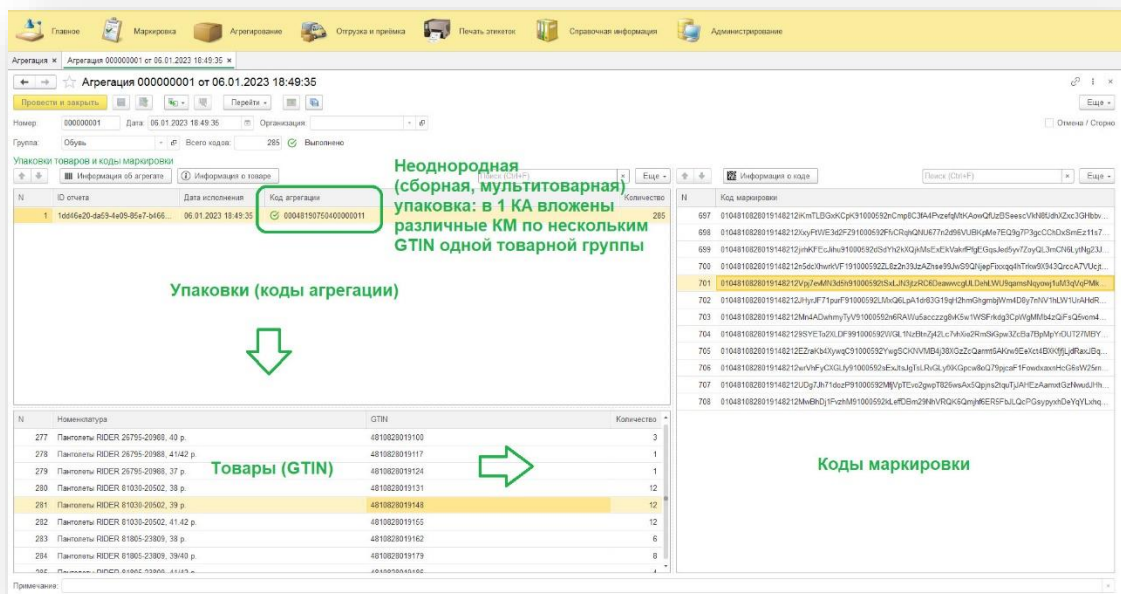 Главное Маркировка Агрегирование Отгрузка и приёмка Печать этикеток Справочная информация Администрирование
Агрегация × Агрегация 000000001 от 06.01.2023 18:49:35 ×
Агрегация 000000001 от 06.01.2023 18:49:35
Провести и закрыть Перейти Еще
Номер: 000000001 Дата: 06.01.2023 18:49:35 Организация: Отмена / Сторно
Группа: Обувь Всего кодов: 285 Выполнено
Упаковки товаров и коды маркировки
Информация об агрегате Информация о товаре Поиск (Ctrl+F) × Еще
Информация о коде Поиск (Ctrl+F) × Еще
Неоднородная
(сборная, мультитоварная)
упаковка: в 1 КА вложены
различные КМ по нескольким
GTIN одной товарной группы
N ID отчета Дата исполнения Код агрегации Количество
1 1dd46e20-da59-4e09-85e7-b466... 06.01.2023 18:49:35 00048190750400000011 285
Упаковки (коды агрегации)
N Код маркировки
697
698
699
700
701
702
703
704
705
706
707
708
N Номенклатура GTIN Количество
277 Пантолеты RIDER 26795-20988, 40 р. 4810828019100 3
278 Пантолеты RIDER 26795-20988, 41/42 р. 4810828019117 1
279 Пантолеты RIDER 26795-20988, 37 р. 4810828019124 1
280 Пантолеты RIDER 81030-20502, 38 р. 4810828019131 12
281 Пантолеты RIDER 81030-20502, 39 р. 4810828019148 12
282 Пантолеты RIDER 81030-20502, 41,42 р. 4810828019155 12
283 Пантолеты RIDER 81805-23809, 38 р. 4810828019162 6
284 Пантолеты RIDER 81805-23809, 39/40 р. 4810828019179 8
Товары (GTIN)
Коды маркировки
Примечание: